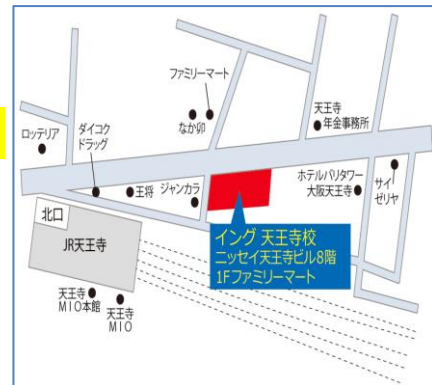 ファミリーマート
なか卯
天王寺
年金事務所
ダイコク
ドラッグ
ロッテリア
王将
ジャンカラ
ホテルバリタワー
大阪天王寺
サイ
ゼリヤ
北口
JR天王寺
イング 天王寺校
ニッセイ天王寺ビル8階
1Fファミリーマート
天王寺
MIO本館
天王寺
MIO